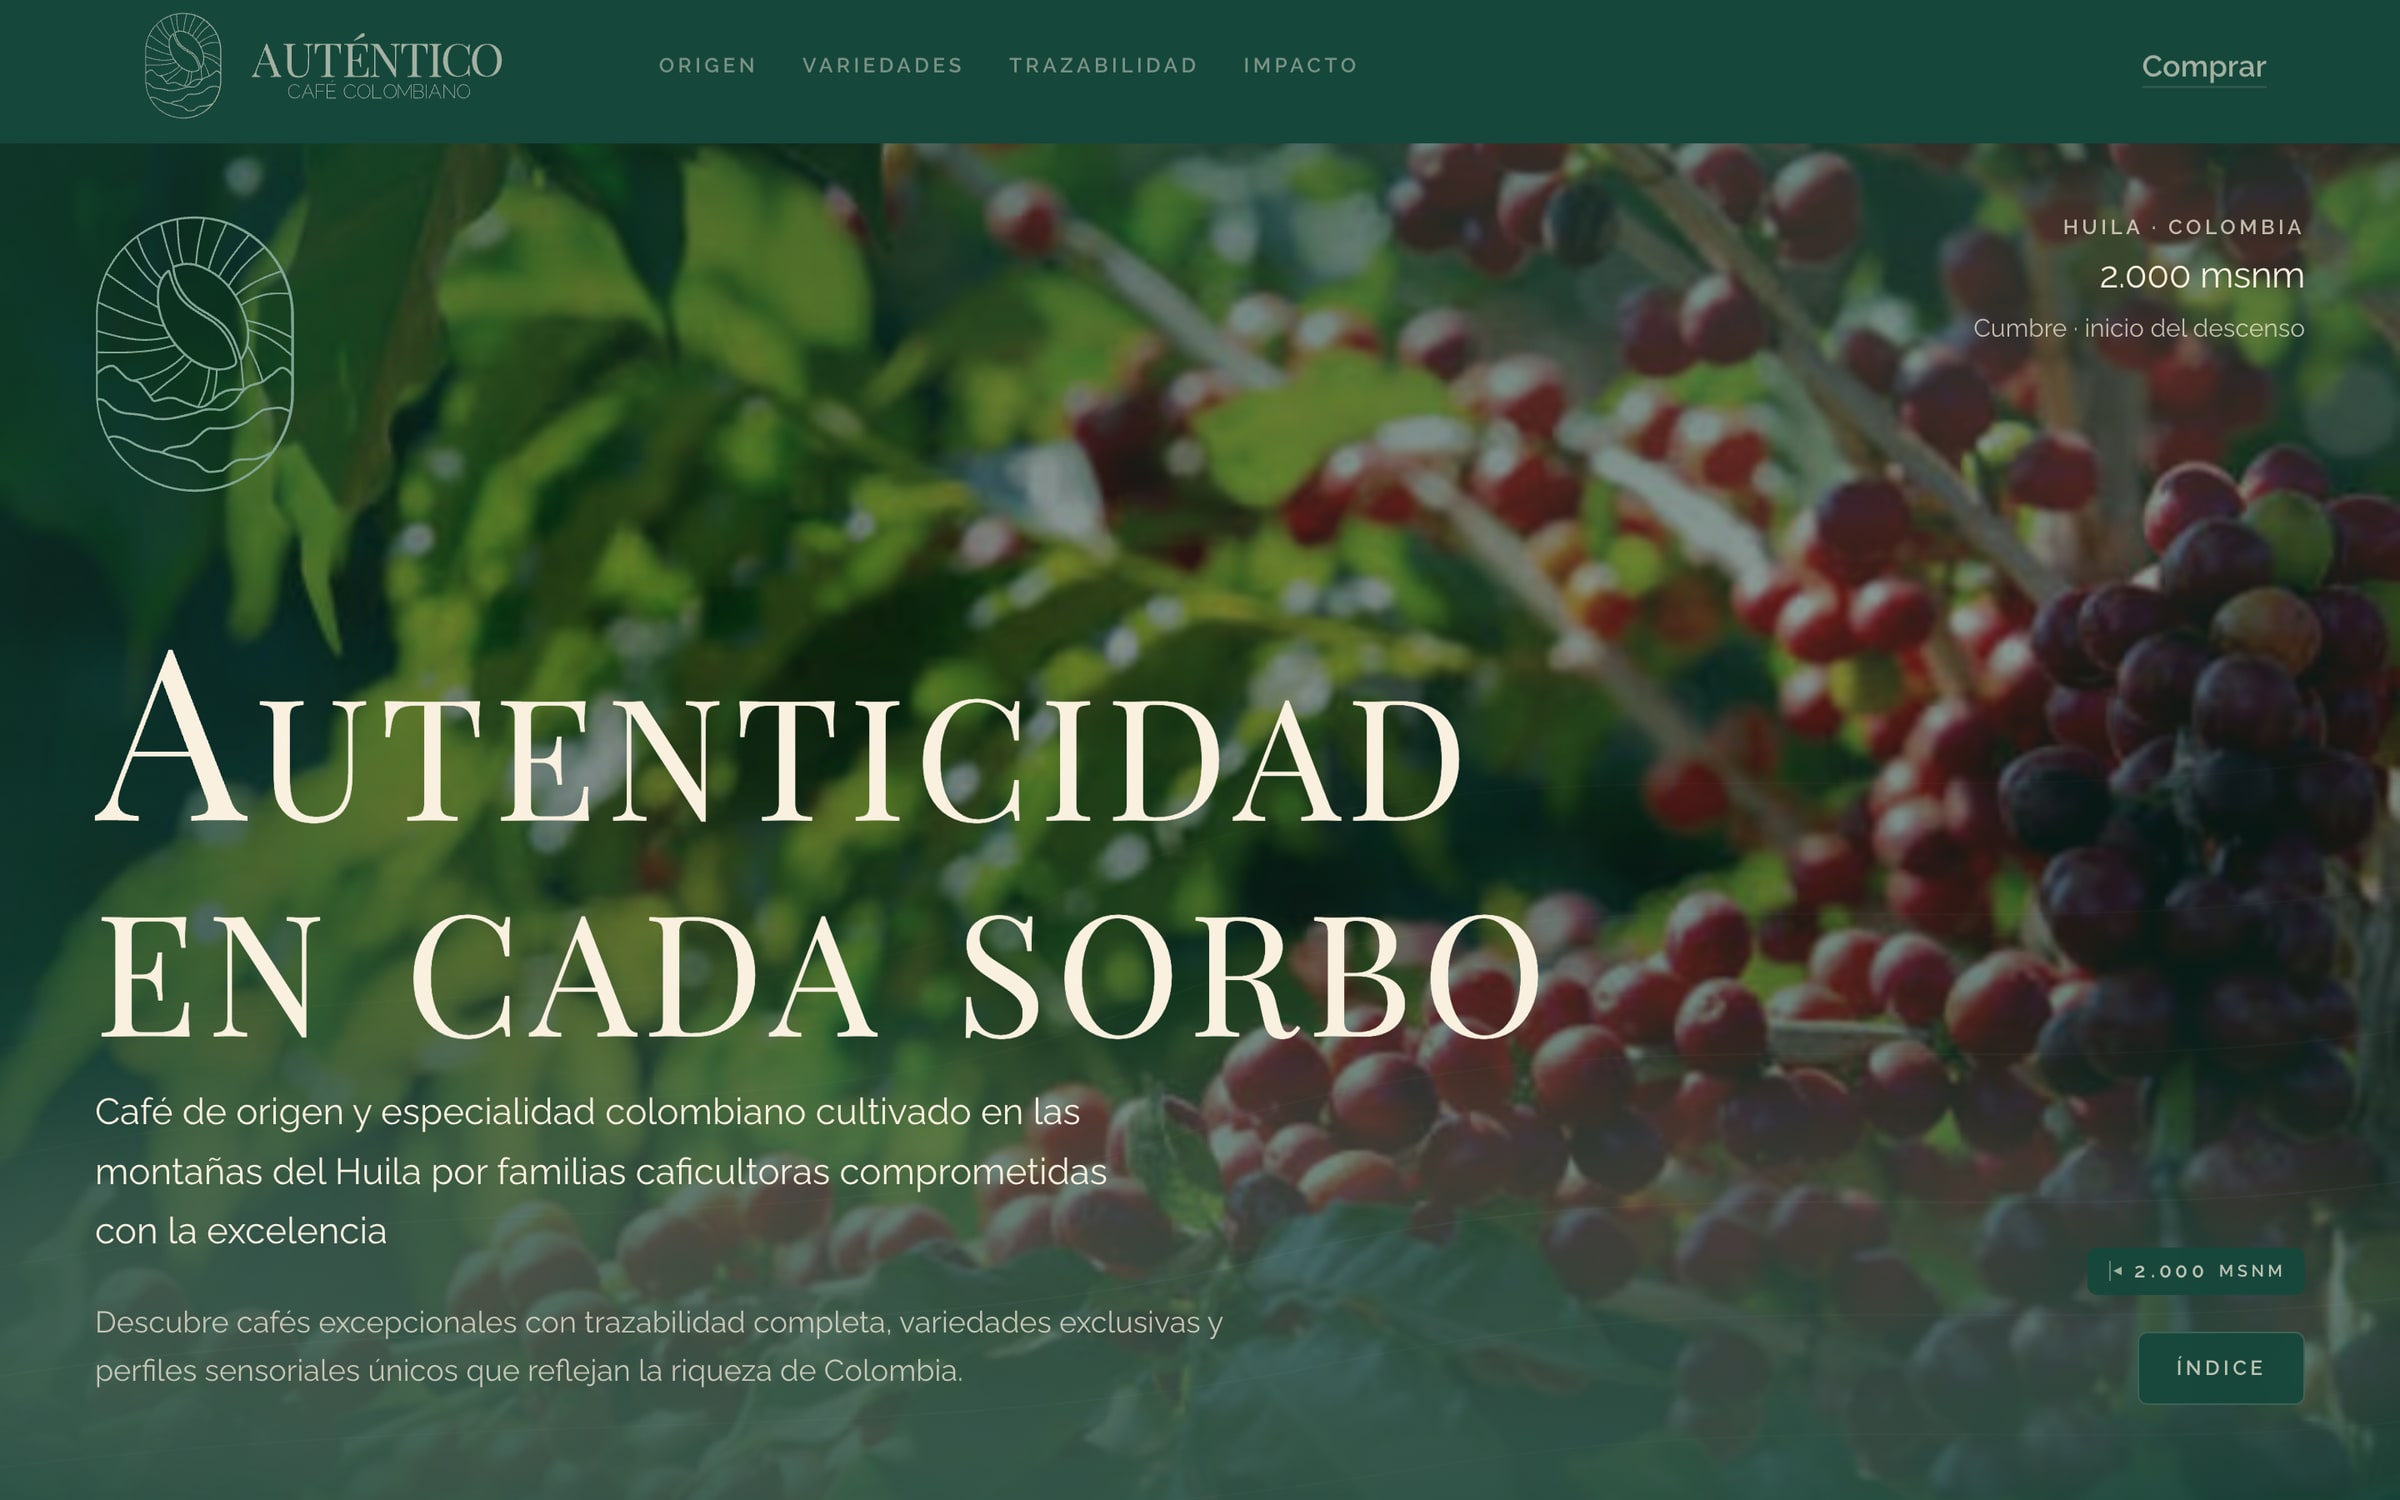 AUTÉNTICO
CAFÉ COLOMBIANO
ORIGEN VARIEDADES TRAZABILIDAD IMPACTO
Comprar
HUILA · COLOMBIA
2.000 msnm
Cumbre · inicio del descenso
AUTENTICIDAD
EN CADA SORBO
Café de origen y especialidad colombiano cultivado en las
montañas del Huila por familias caficultoras comprometidas
con la excelencia
Descubre cafés excepcionales con trazabilidad completa, variedades exclusivas y
perfiles sensoriales únicos que reflejan la riqueza de Colombia.
2.000 MSNM
ÍNDICE